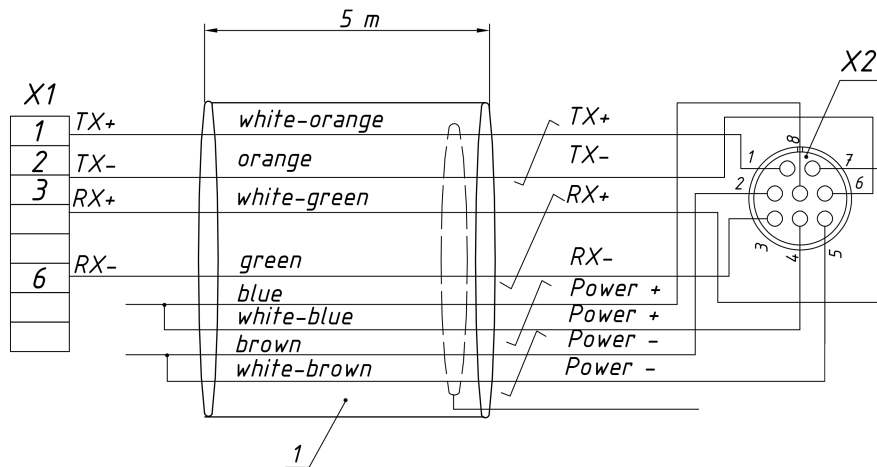 5 m
X1
X2
1 TX+ white-orange TX+
2 TX- orange TX-
3 RX+ white-green RX+
6 RX- green RX-
blue Power +
white-blue Power +
brown Power -
white-brown Power -
1
8
1
7
2
6
3
4
5